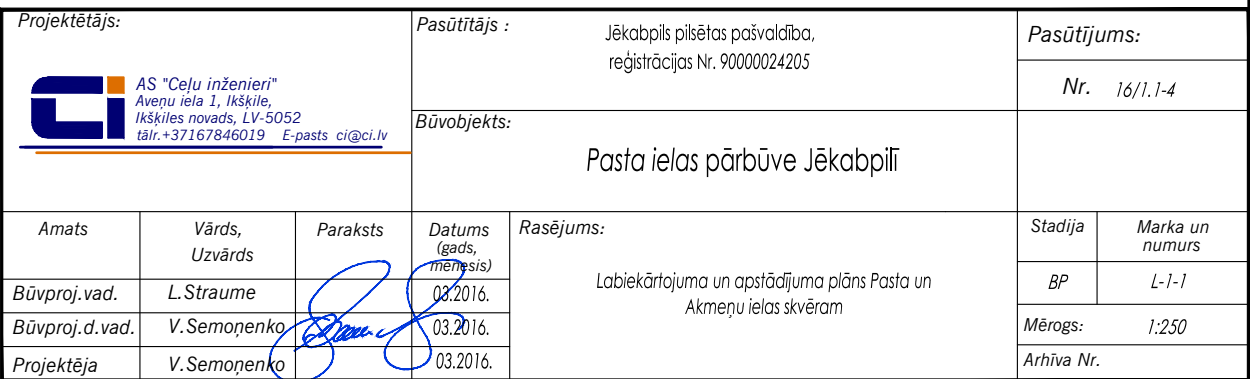 Projektētājs:
Ci
AS "Ceļu inženieri"
Aveņu iela 1, Ikšķile,
Ikšķiles novads, LV-5052
tālr.+37167846019 E-pasts ci@ci.lv
Pasūtītājs :
Jēkabpils pilsētas pašvaldība,
reģistrācijas Nr. 90000024205
Pasūtījums:
Nr. 16/1.1-4
Būvobjekts:
Pasta ielas pārbūve Jēkabpilī
Amats
Vārds,
Uzvārds
Paraksts
Datums
(gads,
mēnesis)
Rasējums:
Labiekārtojuma un apstādījuma plāns Pasta un
Akmeņu ielas skvēram
Stadija
Marka un
numurs
Būvproj.vad. L.Straume 03.2016.
BP L-1-1
Būvproj.d.vad. V.Semoņenko 03.2016.
Mērogs: 1:250
Projektēja V.Semoņenko 03.2016.
Arhīva Nr.